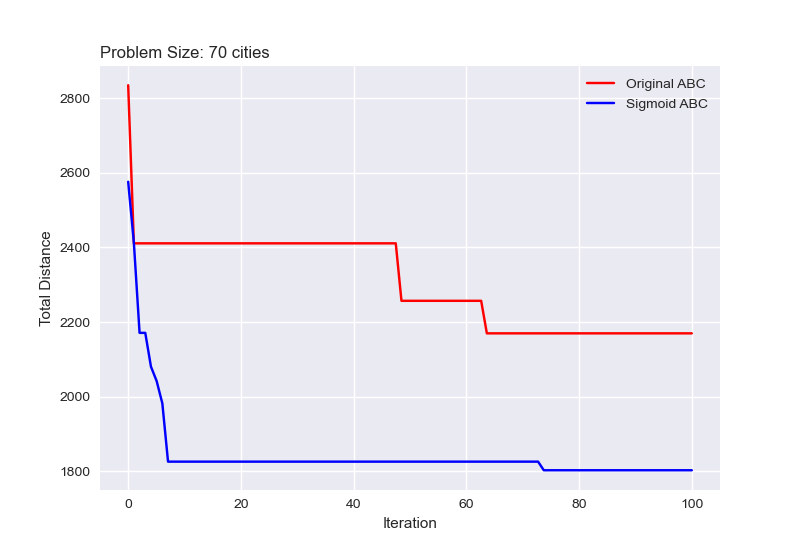 Problem Size: 70 cities
Original ABC
Sigmoid ABC
2800
2600
2400
2200
2000
1800
Total Distance
0 20 40 60 80 100
Iteration